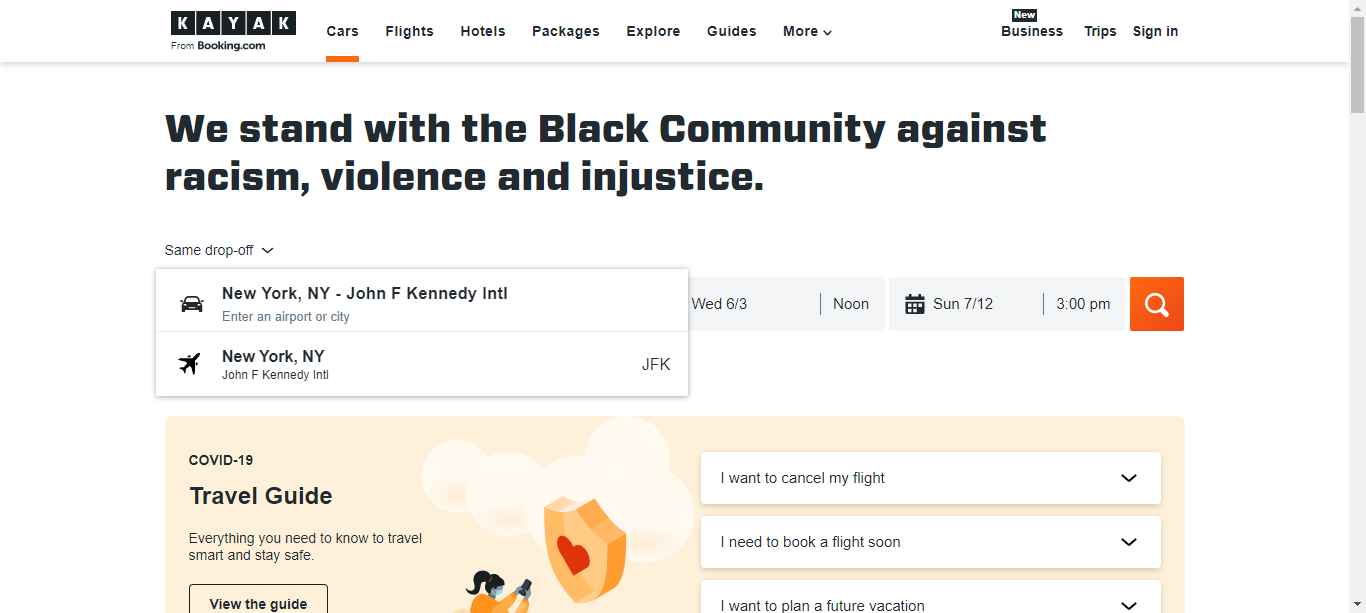 KAYAK
From Booking.com
Cars
Flights
Hotels
Packages
Explore
Guides
More
New
Business
Trips
Sign in
We stand with the Black Community against
racism, violence and injustice.
Same drop-off
New York, NY - John F Kennedy Intl
Enter an airport or city
New York, NY
John F Kennedy Intl
JFK
Wed 6/3
Noon
Sun 7/12
3:00 pm
COVID-19
Travel Guide
Everything you need to know to travel
smart and stay safe.
View the guide
I want to cancel my flight
I need to book a flight soon
I want to plan a future vacation